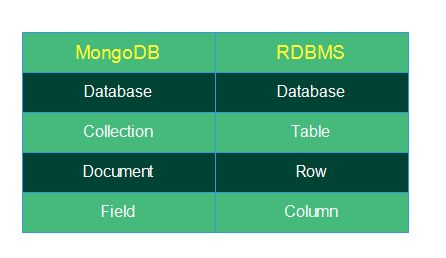 MongoDB RDBMS
Database Database
Collection Table
Document Row
Field Column